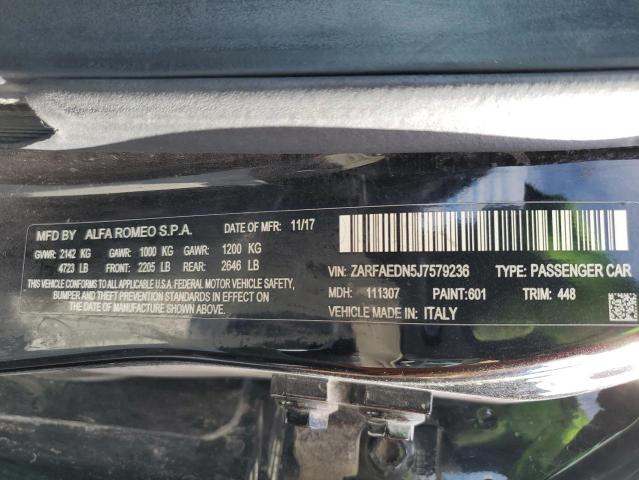 MFD BY ALFA ROMEO S.P.A. DATE OF MFR: 11/17
GVWR: 2142 KG GAWR: 1000 KG GAWR: 1200 KG
4723 LB FRONT: 2205 LB REAR: 2646 LB
THIS VEHICLE CONFORMS TO ALL APPLICABLE U.S.A. FEDERAL MOTOR VEHICLE SAFETY,
BUMPER AND THEFT PREVENTION STANDARDS IN EFFECT ON THE
DATE OF MANUFACTURE SHOWN ABOVE.
VIN: ZARFAEDN5J7579236 TYPE: PASSENGER CAR
MDH: 111307 PAINT:601 TRIM: 448
VEHICLE MADE IN: ITALY